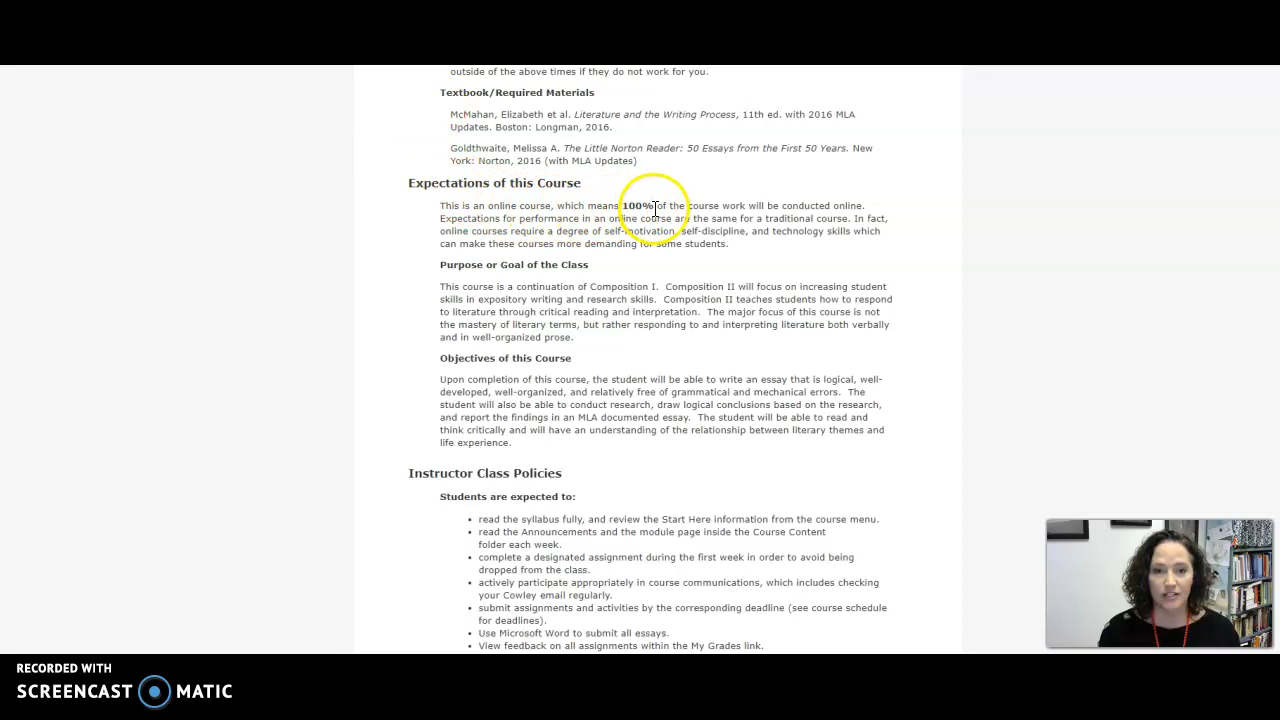 outside of the above times if they do not work for you.
Textbook/Required Materials
McMahan, Elizabeth et al. Literature and the Writing Process, 11th ed. with 2016 MLA
Updates. Boston: Longman, 2016.
Goldthwaite, Melissa A. The Little Norton Reader: 50 Essays from the First 50 Years. New
York: Norton, 2016 (with MLA Updates)
Expectations of this Course
This is an online course, which means 100% of the course work will be conducted online.
Expectations for performance in an online course are the same for a traditional course. In fact,
online courses require a degree of self-motivation, self-discipline, and technology skills which
can make these courses more demanding for some students.
Purpose or Goal of the Class
This course is a continuation of Composition I.  Composition II will focus on increasing student
skills in expository writing and research skills.  Composition II teaches students how to respond
to literature through critical reading and interpretation.  The major focus of this course is not
the mastery of literary terms, but rather responding to and interpreting literature both verbally
and in well-organized prose.
Objectives of this Course
Upon completion of this course, the student will be able to write an essay that is logical, well-
developed, well-organized, and relatively free of grammatical and mechanical errors.  The
student will also be able to conduct research, draw logical conclusions based on the research,
and report the findings in an MLA documented essay.  The student will be able to read and
think critically and will have an understanding of the relationship between literary themes and
life experience.
Instructor Class Policies
Students are expected to:
• read the syllabus fully, and review the Start Here information from the course menu.
• read the Announcements and the module page inside the Course Content
folder each week.
• complete a designated assignment during the first week in order to avoid being
dropped from the class.
• actively participate appropriately in course communications, which includes checking
your Cowley email regularly.
• submit assignments and activities by the corresponding deadline (see course schedule
for deadlines).
• Use Microsoft Word to submit all essays.
• View feedback on all assignments within the My Grades link.
RECORDED WITH
SCREENCAST MATIC